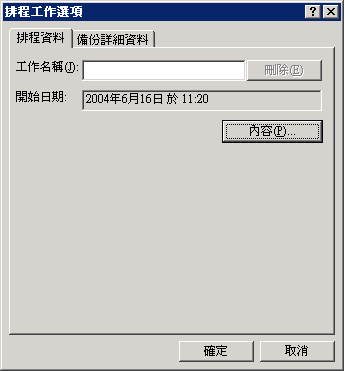 排程工作選項
排程資料 備份詳細資料
工作名稱(J): 刪除(E)
開始日期: 2004年6月16日 於 11:20
內容(P)...
確定 取消